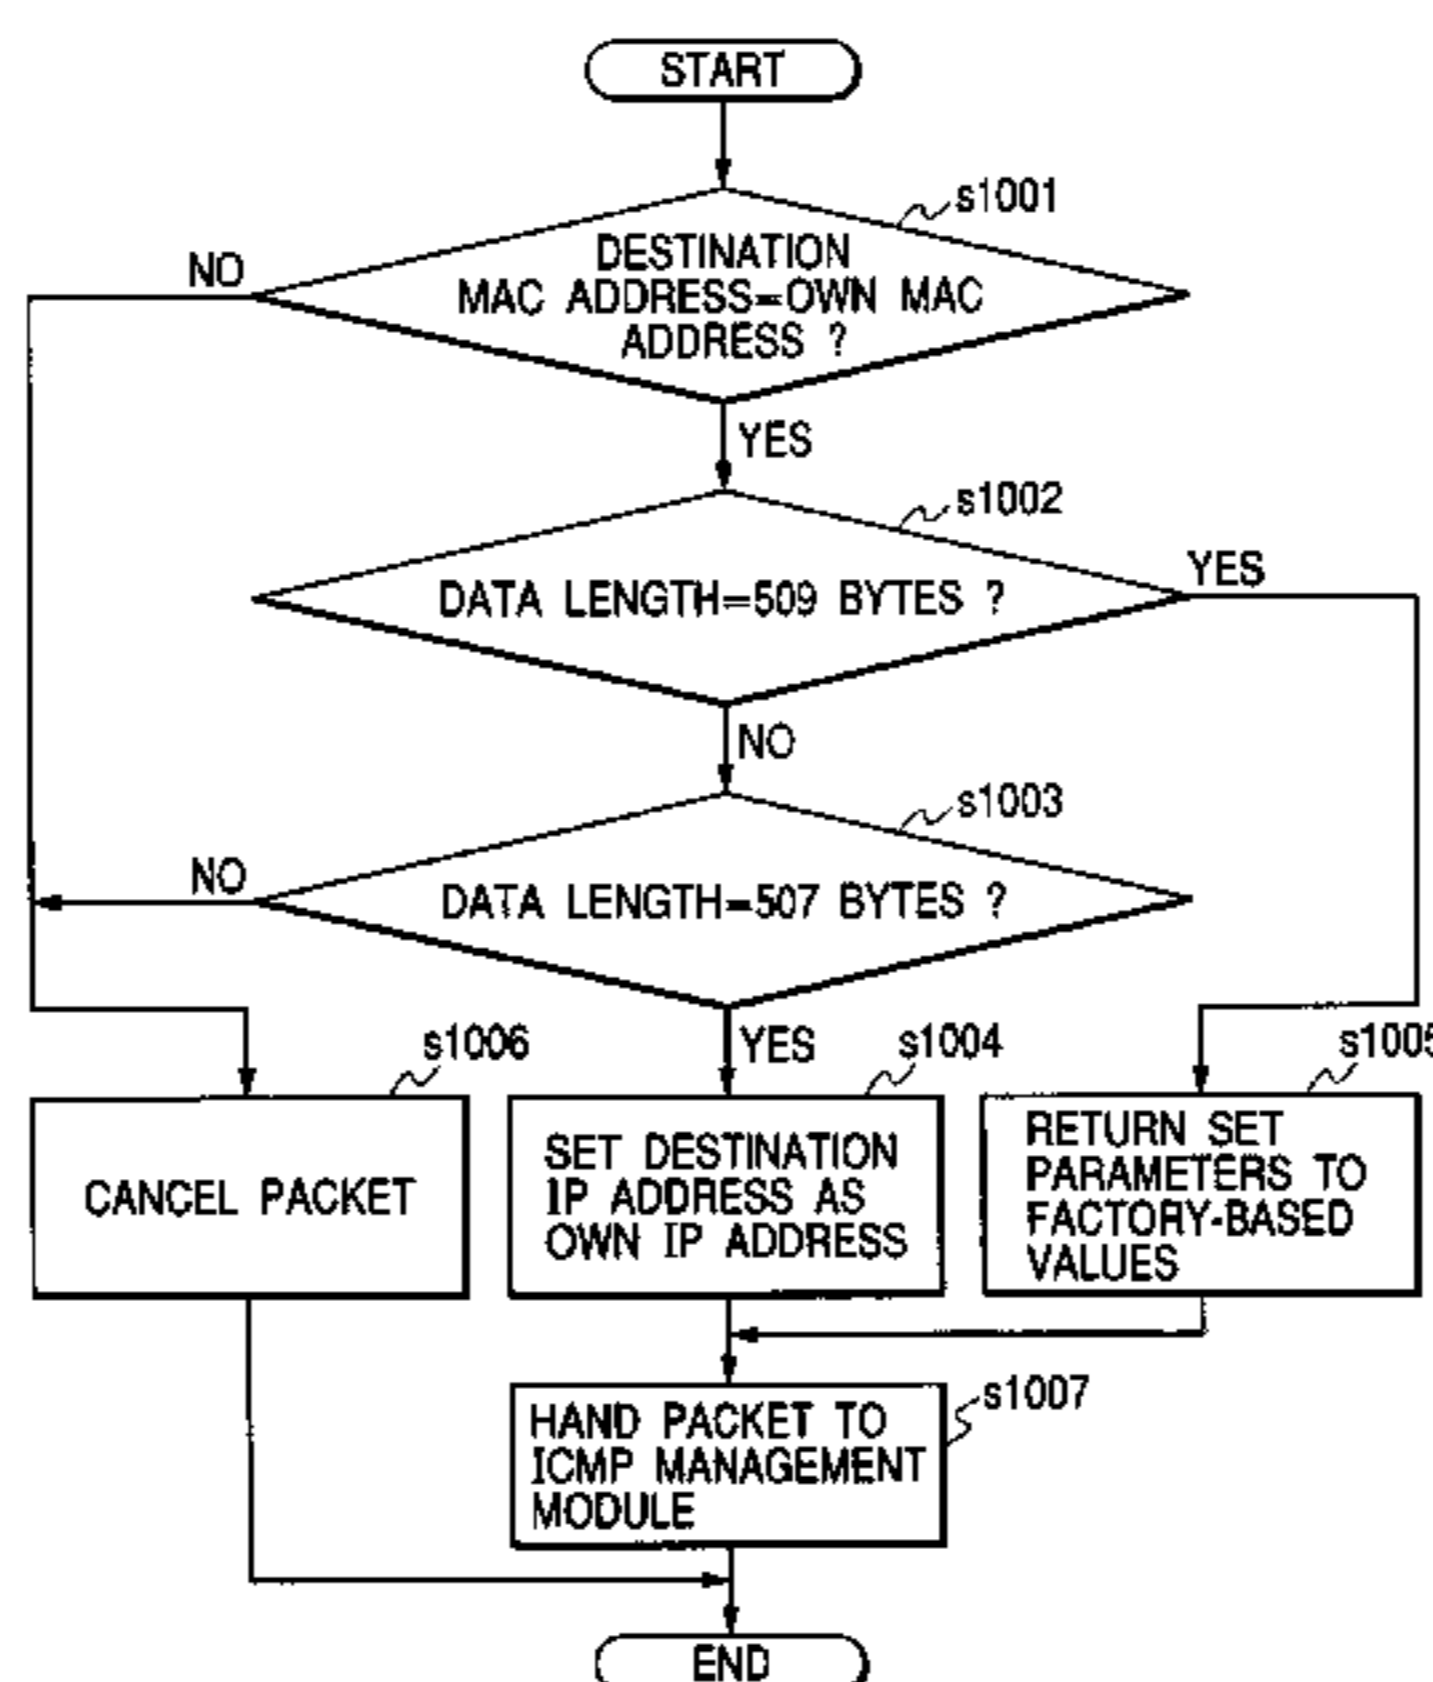 START
s1001
NO
DESTINATION
MAC ADDRESS=OWN MAC
ADDRESS ?
YES
s1002
DATA LENGTH=509 BYTES ?
YES
NO
s1003
NO
DATA LENGTH=507 BYTES ?
YES
s1006
s1004
s1005
CANCEL PACKET
SET DESTINATION
IP ADDRESS AS
OWN IP ADDRESS
RETURN SET
PARAMETERS TO
FACTORY-BASED
VALUES
s1007
HAND PACKET TO
ICMP MANAGEMENT
MODULE
END